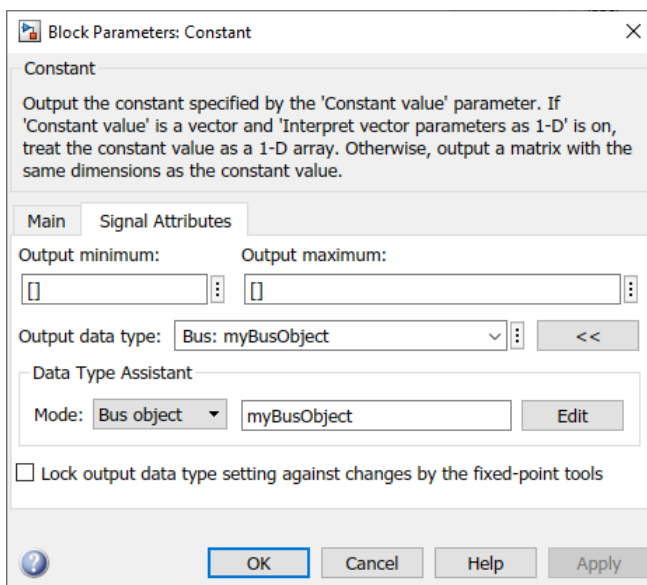 Block Parameters: Constant
Constant
Output the constant specified by the 'Constant value' parameter. If
'Constant value' is a vector and 'Interpret vector parameters as 1-D' is on,
treat the constant value as a 1-D array. Otherwise, output a matrix with the
same dimensions as the constant value.
Main Signal Attributes
Output minimum: Output maximum:
[] []
Output data type: Bus: myBusObject <<
Data Type Assistant
Mode: Bus object myBusObject Edit
Lock output data type setting against changes by the fixed-point tools
OK Cancel Help Apply